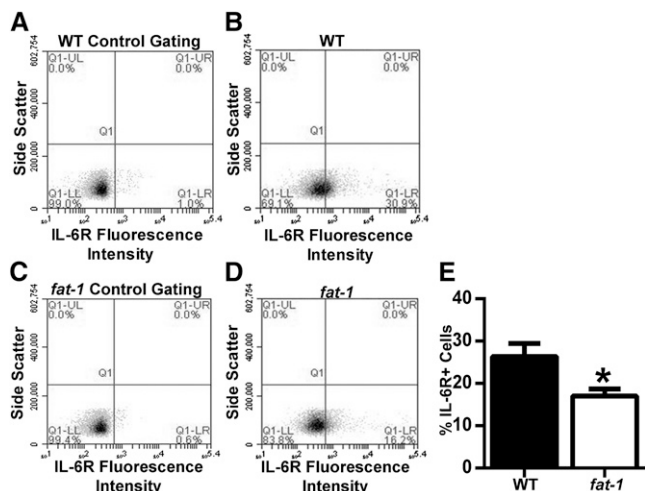 A
WT Control Gating
602,754
400,000
200,000
0
Side Scatter
Q1-UL
0.0%
Q1-UR
0.0%
Q1
Q1-LL
99.0%
Q1-LR
1.0%
IL-6R Fluorescence
Intensity
B
WT
602,754
400,000
200,000
0
Side Scatter
Q1-UL
0.0%
Q1-UR
0.0%
Q1
Q1-LL
69.1%
Q1-LR
30.9%
IL-6R Fluorescence
Intensity
C
fat-1 Control Gating
602,754
400,000
200,000
0
Side Scatter
Q1-UL
0.0%
Q1-UR
0.0%
Q1
Q1-LL
99.4%
Q1-LR
0.6%
IL-6R Fluorescence
Intensity
D
fat-1
602,754
400,000
200,000
0
Side Scatter
Q1-UL
0.0%
Q1-UR
0.0%
Q1
Q1-LL
83.8%
Q1-LR
16.2%
IL-6R Fluorescence
Intensity
E
% IL-6R+ Cells
40
30
20
10
0
*
WT
fat-1